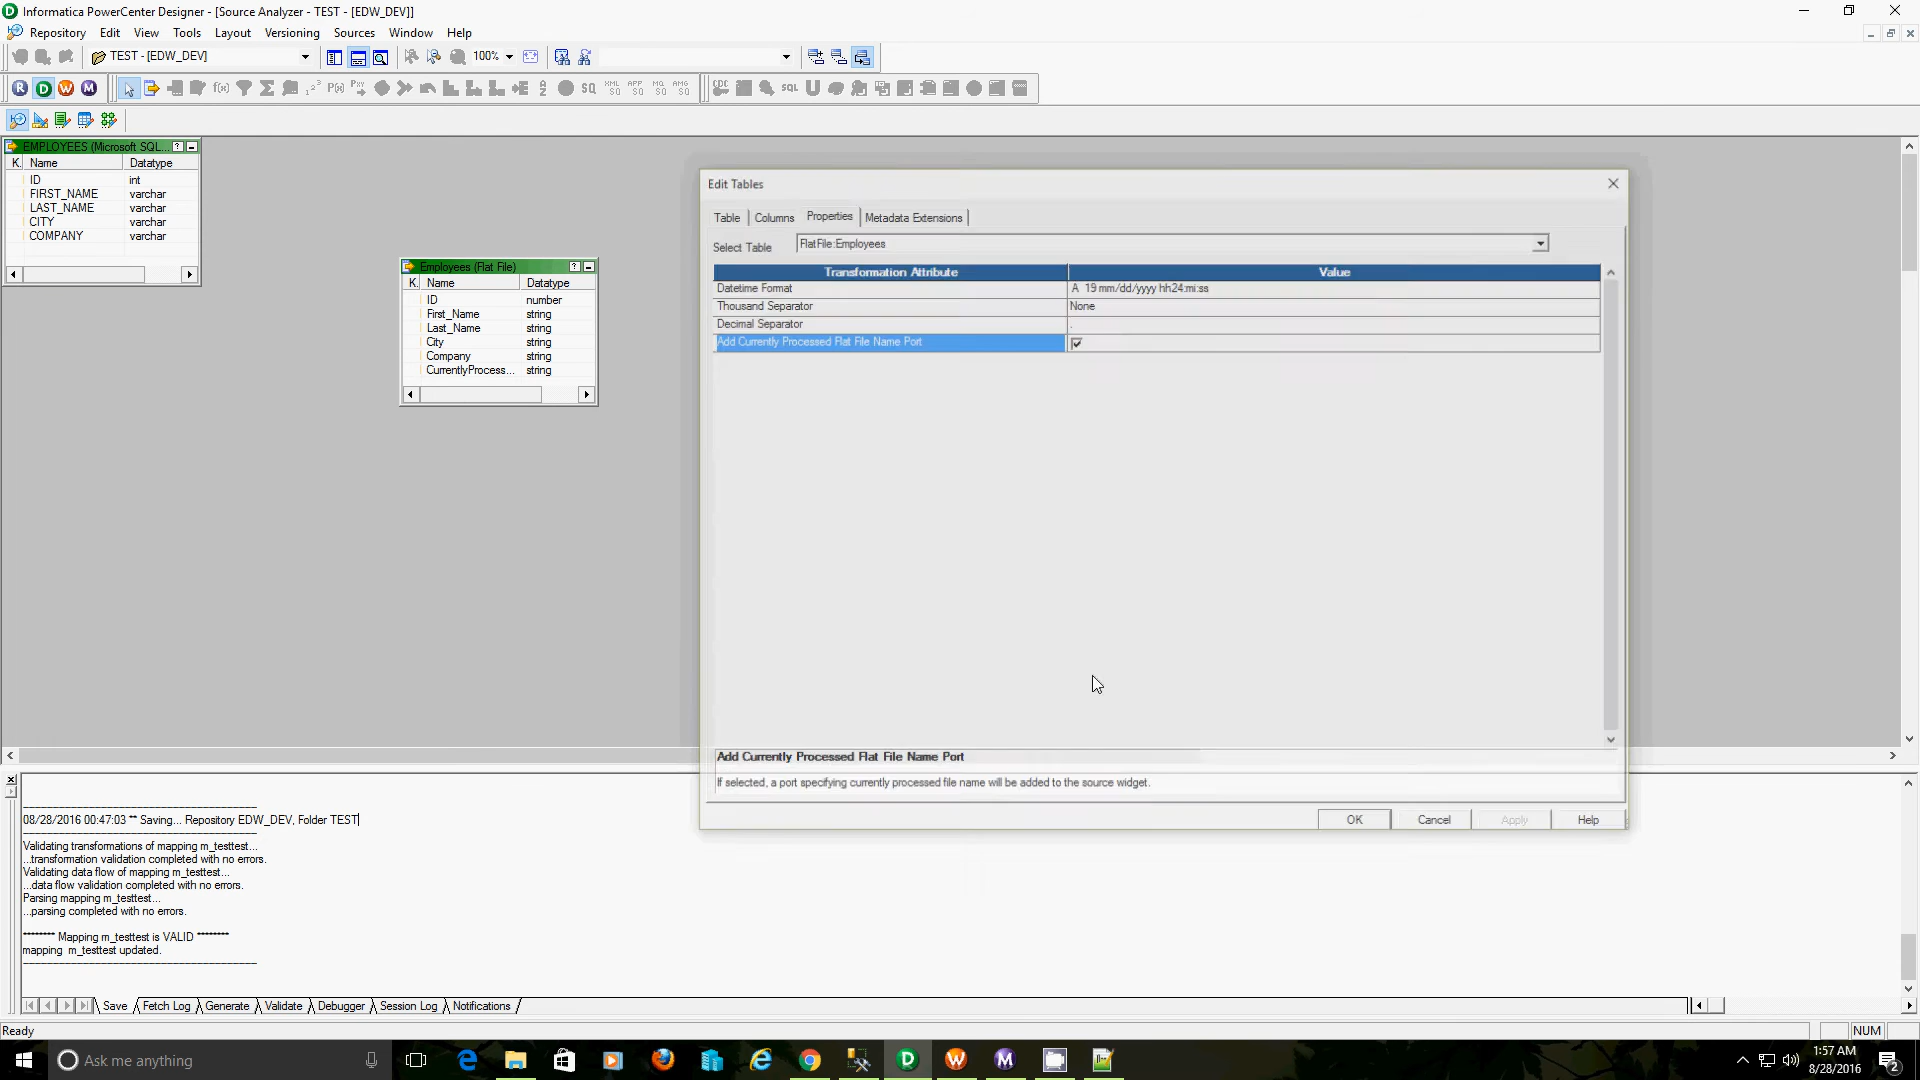 Informatica PowerCenter Designer - [Source Analyzer - TEST - [EDW_DEV]]
Repository Edit View Tools Layout Versioning Sources Window Help
TEST - [EDW_DEV]
100%
EMPLOYEES (Microsoft SQL...
K. Name Datatype
ID int
FIRST_NAME varchar
LAST_NAME varchar
CITY varchar
COMPANY varchar
Employees (Flat File)
K. Name Datatype
ID number
First_Name string
Last_Name string
City string
Company string
CurrentlyProcess... string
Edit Tables
Table Columns Properties Metadata Extensions
Select Table FlatFile:Employees
Transformation Attribute Value
Datetime Format A 19 mm/dd/yyyy hh24:mi:ss
Thousand Separator None
Decimal Separator .
Add Currently Processed Flat File Name Port
Add Currently Processed Flat File Name Port
If selected, a port specifying currently processed file name will be added to the source widget.
OK Cancel Apply Help
08/28/2016 00:47:03 ** Saving... Repository EDW_DEV, Folder TEST
Validating transformations of mapping m_testtest...
...transformation validation completed with no errors.
Validating data flow of mapping m_testtest...
...data flow validation completed with no errors.
Parsing mapping m_testtest...
...parsing completed with no errors.
******** Mapping m_testtest is VALID ********
mapping m_testtest updated.
Save Fetch Log Generate Validate Debugger Session Log Notifications
Ready
NUM
Ask me anything
1:57 AM
8/28/2016
2